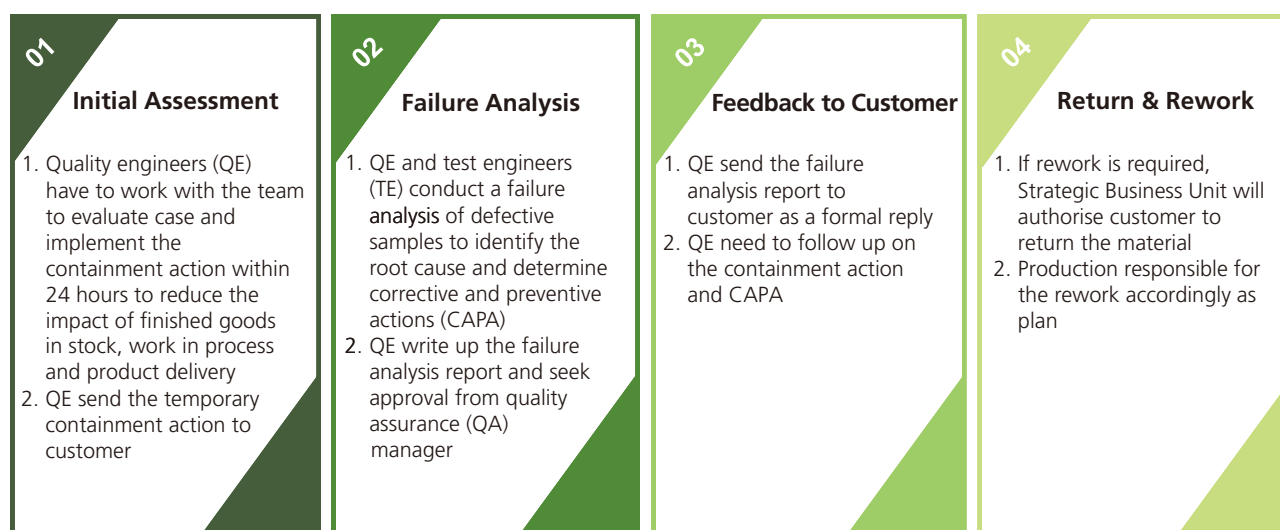 01
Initial Assessment
1. Quality engineers (QE)
have to work with the team
to evaluate case and
implement the
containment action within
24 hours to reduce the
impact of finished goods
in stock, work in process
and product delivery
2. QE send the temporary
containment action to
customer
02
Failure Analysis
1. QE and test engineers
(TE) conduct a failure
analysis of defective
samples to identify the
root cause and determine
corrective and preventive
actions (CAPA)
2. QE write up the failure
analysis report and seek
approval from quality
assurance (QA)
manager
03
Feedback to Customer
1. QE send the failure
analysis report to
customer as a formal reply
2. QE need to follow up on
the containment action
and CAPA
04
Return & Rework
1. If rework is required,
Strategic Business Unit will
authorise customer to
return the material
2. Production responsible for
the rework accordingly as
plan